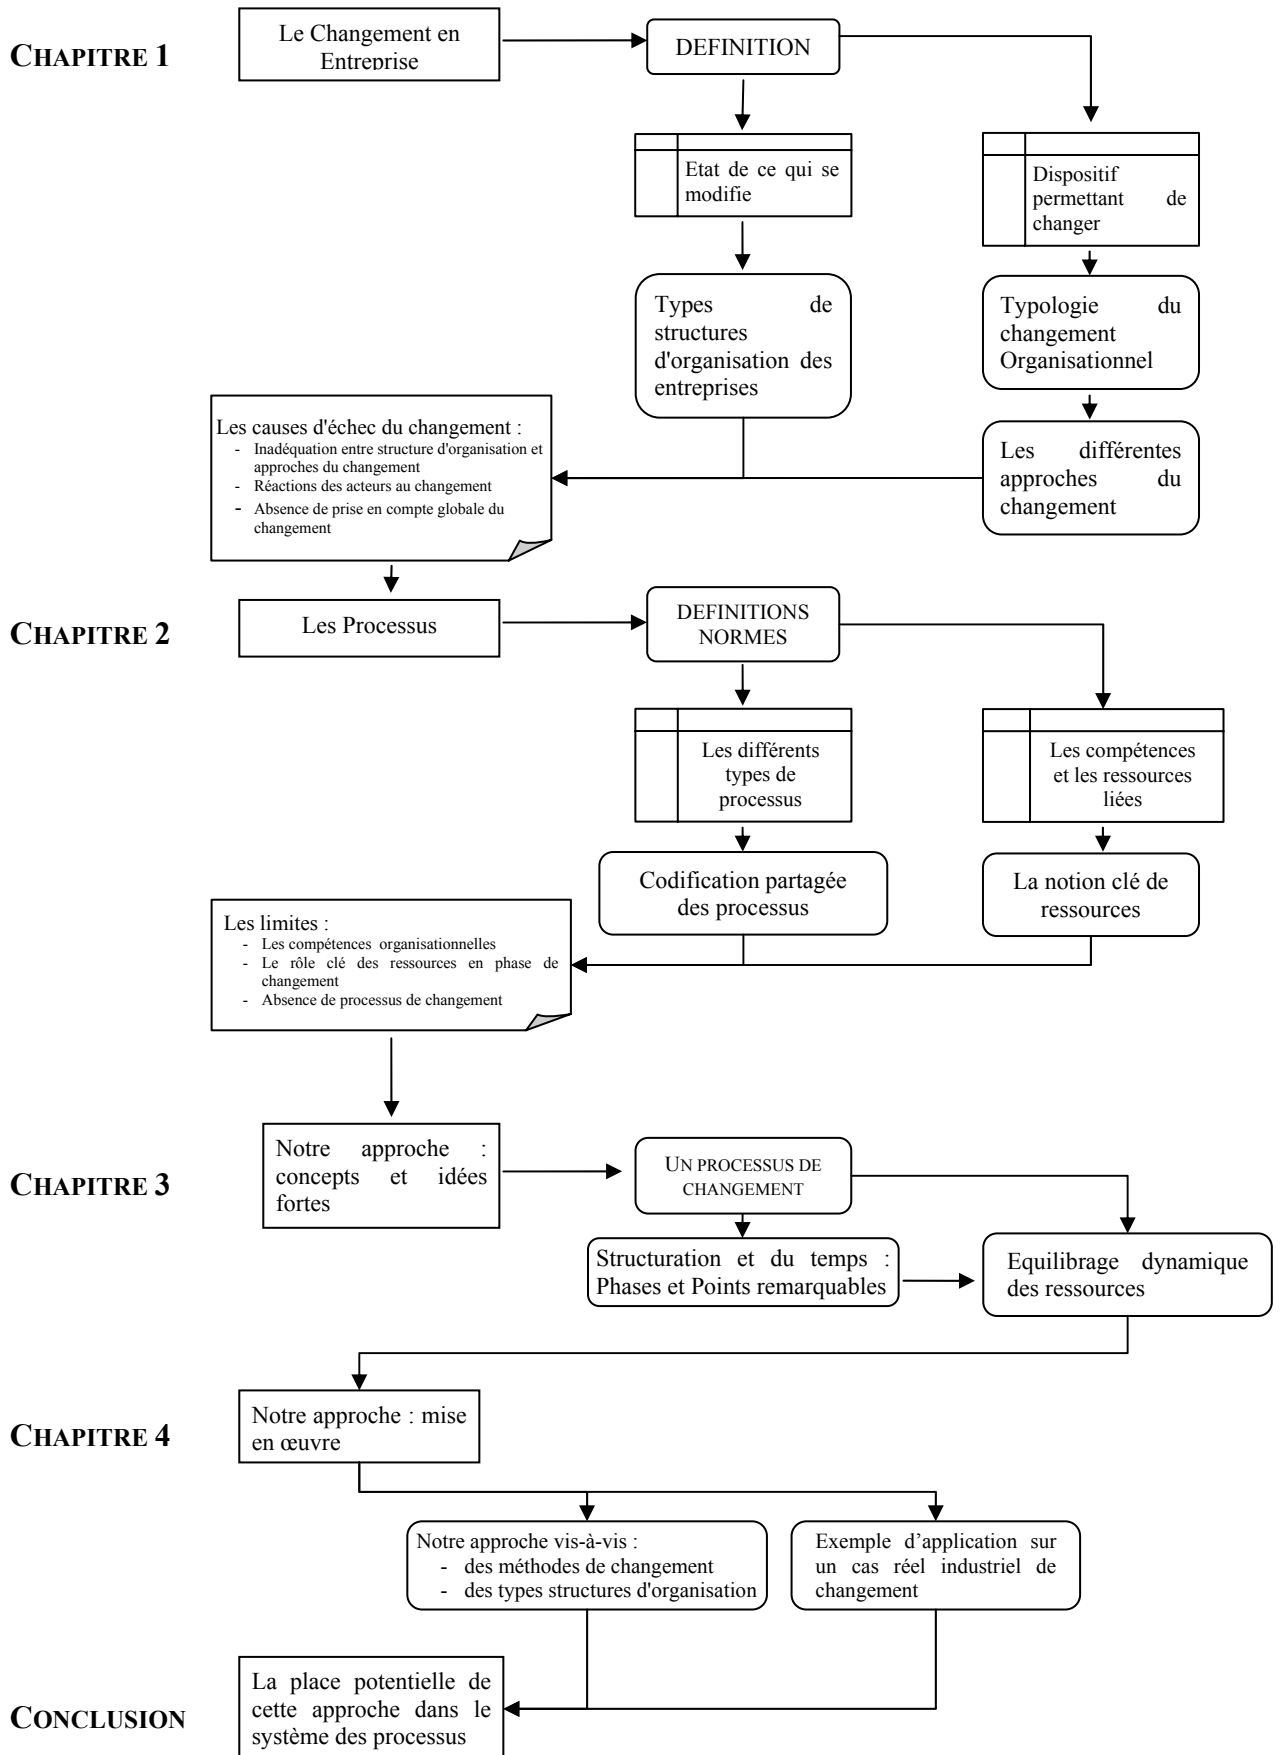 CHAPITRE 1
Le Changement en
Entreprise
DEFINITION
Etat de ce qui se
modifie
Dispositif
permettant de
changer
Types de
structures
d'organisation des
entreprises
Typologie du
changement
Organisationnel
Les causes d'échec du changement :
- Inadéquation entre structure d'organisation et
approches du changement
- Réactions des acteurs au changement
- Absence de prise en compte globale du
changement
Les différentes
approches du
changement
CHAPITRE 2
Les Processus
DEFINITIONS
NORMES
Les différents
types de
processus
Les compétences
et les ressources
liées
Codification partagée
des processus
La notion clé de
ressources
Les limites :
- Les compétences organisationnelles
- Le rôle clé des ressources en phase de
changement
- Absence de processus de changement
CHAPITRE 3
Notre approche :
concepts et idées
fortes
UN PROCESSUS DE
CHANGEMENT
Structuration et du temps :
Phases et Points remarquables
Equilibrage dynamique
des ressources
CHAPITRE 4
Notre approche : mise
en œuvre
Notre approche vis-à-vis :
- des méthodes de changement
- des types structures d'organisation
Exemple d’application sur
un cas réel industriel de
changement
CONCLUSION
La place potentielle de
cette approche dans le
système des processus